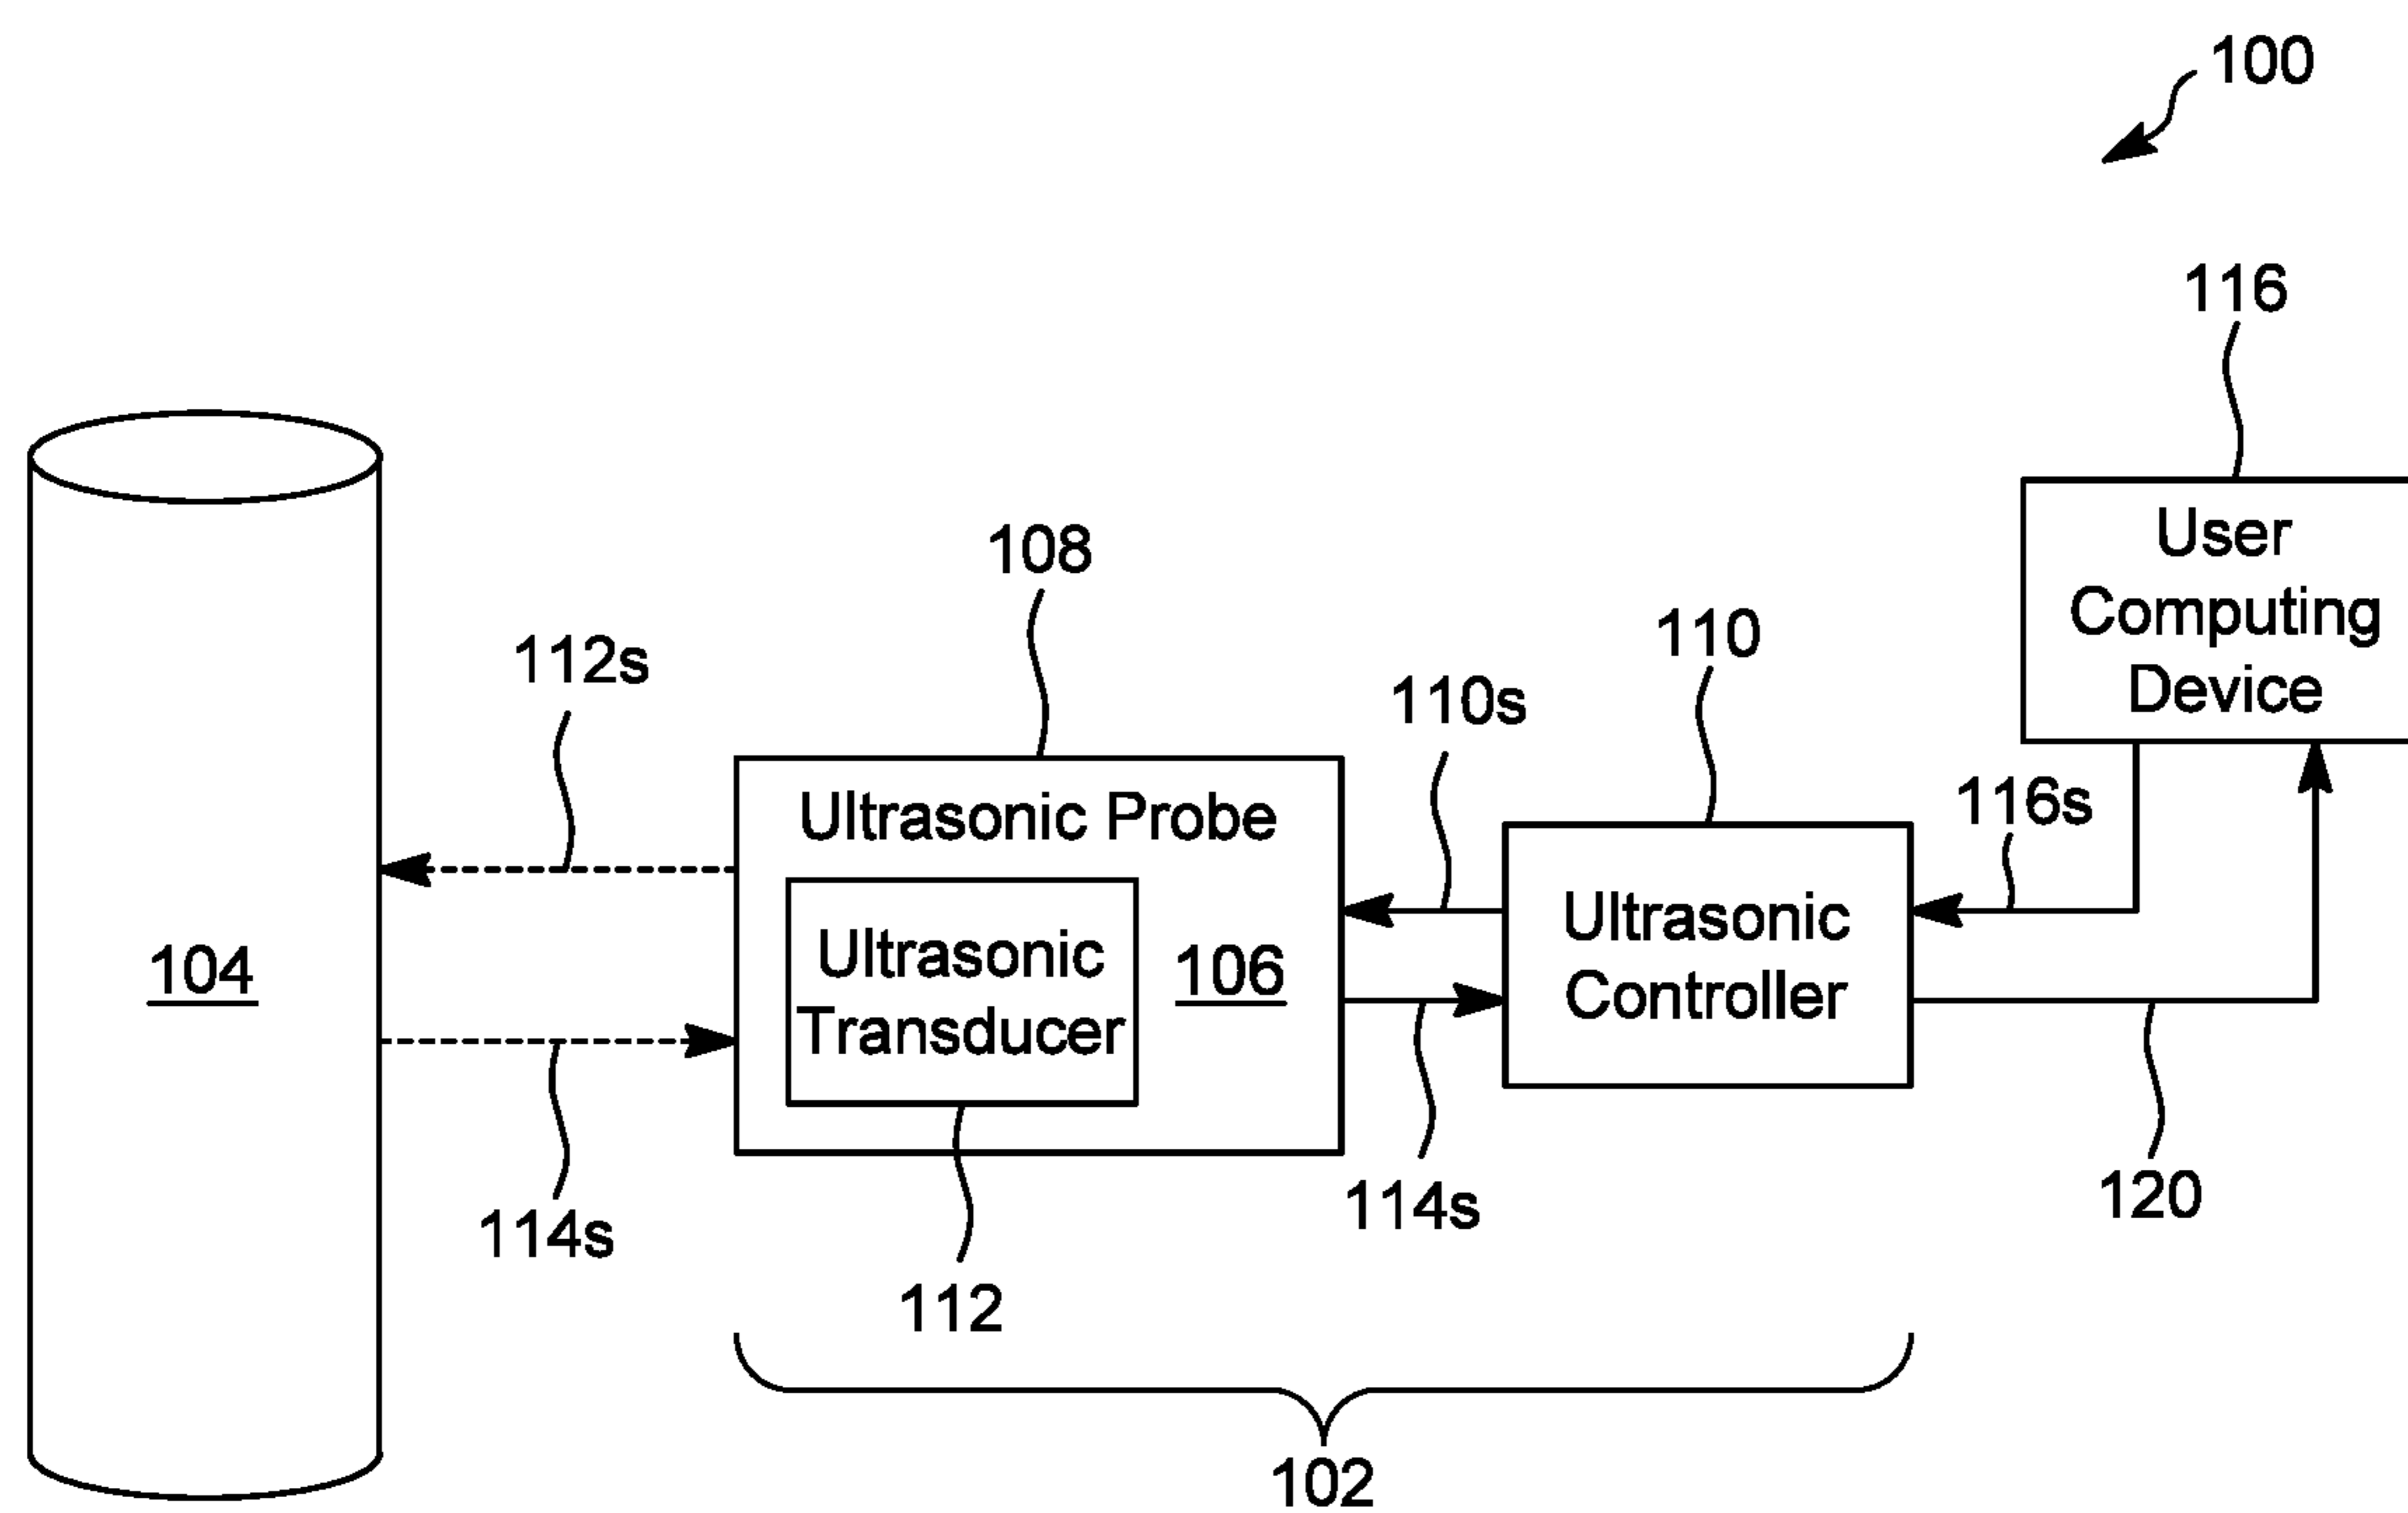 100
116
User
Computing
Device
108
110
112s
110s
116s
Ultrasonic Probe
Ultrasonic
Transducer
106
Ultrasonic
Controller
104
114s
114s
120
112
102